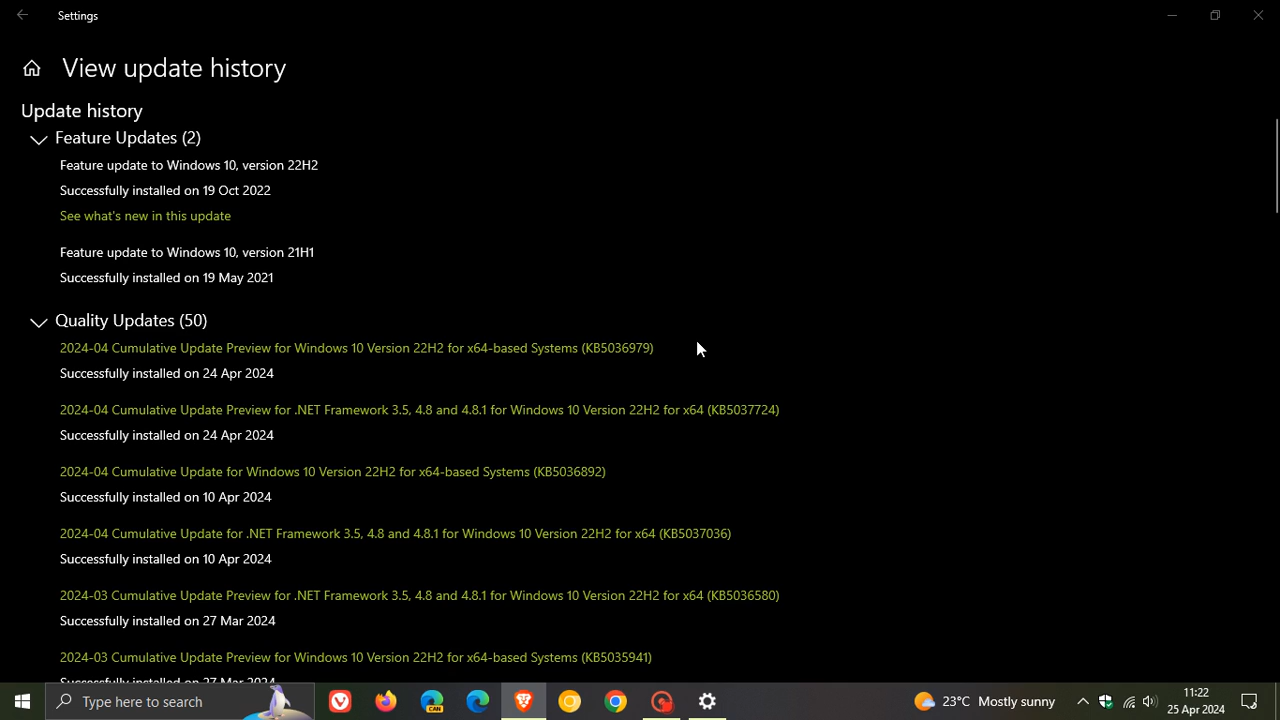 Settings
View update history
Update history
Feature Updates (2)
Feature update to Windows 10, version 22H2
Successfully installed on 19 Oct 2022
See what's new in this update
Feature update to Windows 10, version 21H1
Successfully installed on 19 May 2021
Quality Updates (50)
2024-04 Cumulative Update Preview for Windows 10 Version 22H2 for x64-based Systems (KB5036979)
Successfully installed on 24 Apr 2024
2024-04 Cumulative Update Preview for .NET Framework 3.5, 4.8 and 4.8.1 for Windows 10 Version 22H2 for x64 (KB5037724)
Successfully installed on 24 Apr 2024
2024-04 Cumulative Update for Windows 10 Version 22H2 for x64-based Systems (KB5036892)
Successfully installed on 10 Apr 2024
2024-04 Cumulative Update for .NET Framework 3.5, 4.8 and 4.8.1 for Windows 10 Version 22H2 for x64 (KB5037036)
Successfully installed on 10 Apr 2024
2024-03 Cumulative Update Preview for .NET Framework 3.5, 4.8 and 4.8.1 for Windows 10 Version 22H2 for x64 (KB5036580)
Successfully installed on 27 Mar 2024
2024-03 Cumulative Update Preview for Windows 10 Version 22H2 for x64-based Systems (KB5035941)
Successfully installed on 27 Mar 2024
Type here to search
CAN
23°C Mostly sunny
11:22
25 Apr 2024